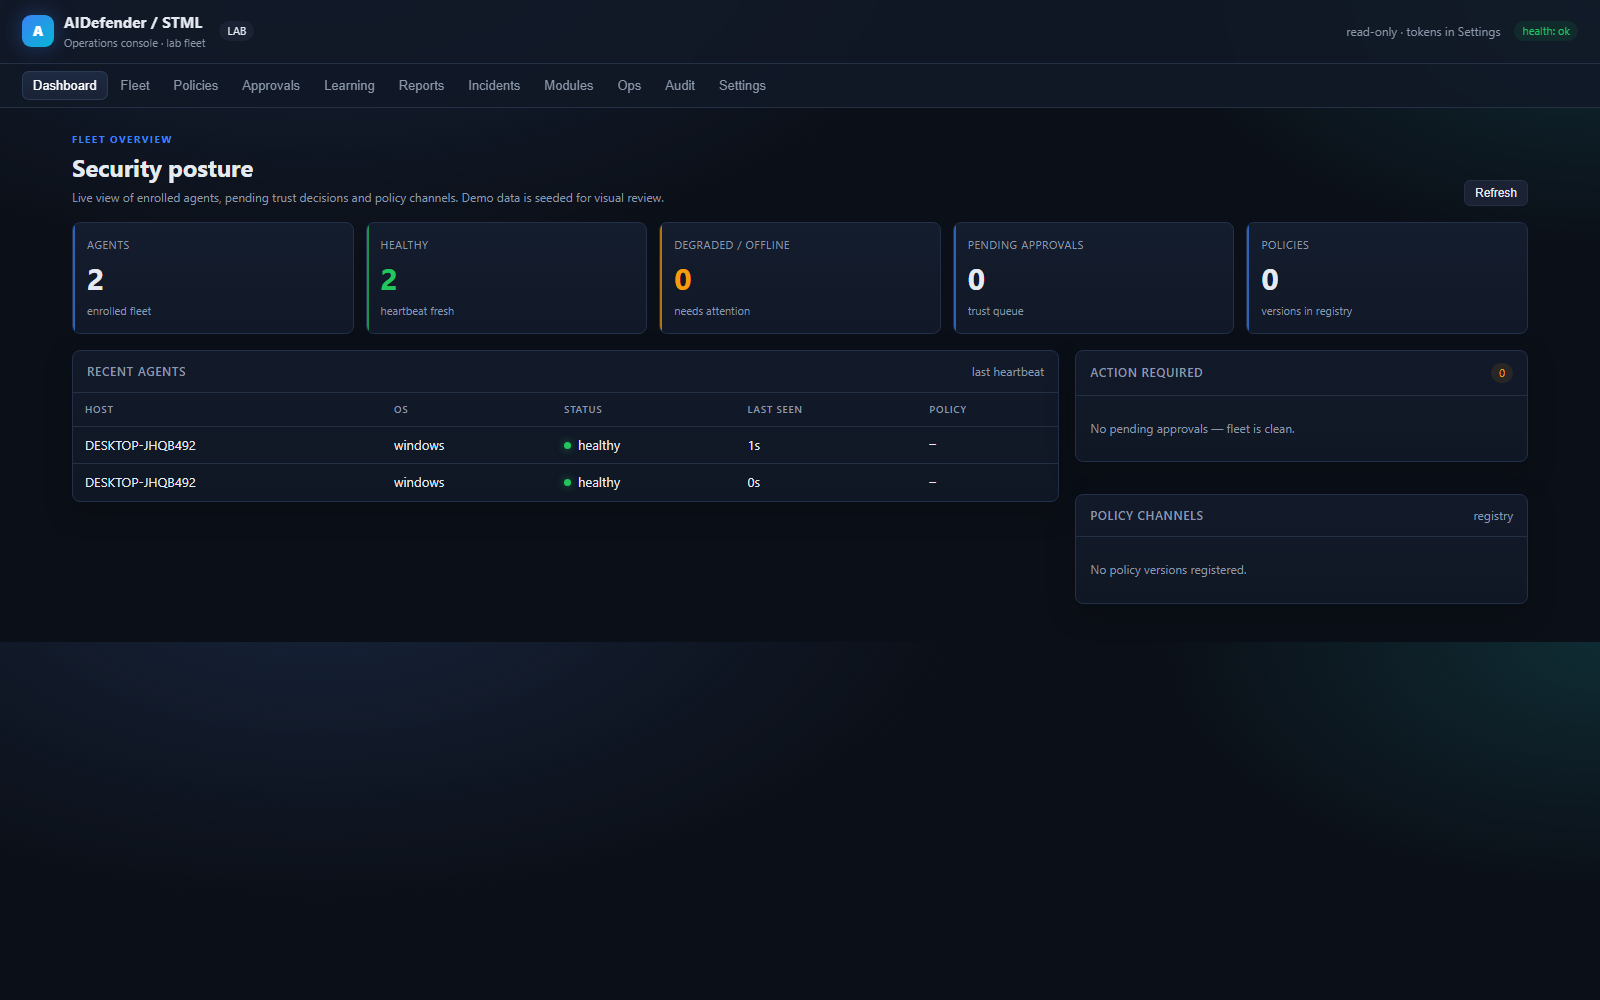 A
AIDefender / STML
LAB
Operations console · lab fleet
read-only · tokens in Settings
health: ok
Dashboard Fleet Policies Approvals Learning Reports Incidents Modules Ops Audit Settings
FLEET OVERVIEW
Security posture
Live view of enrolled agents, pending trust decisions and policy channels. Demo data is seeded for visual review.
Refresh
AGENTS
2
enrolled fleet
HEALTHY
2
heartbeat fresh
DEGRADED / OFFLINE
0
needs attention
PENDING APPROVALS
0
trust queue
POLICIES
0
versions in registry
RECENT AGENTS last heartbeat
HOST OS STATUS LAST SEEN POLICY
DESKTOP-JHQB492 windows healthy 1s –
DESKTOP-JHQB492 windows healthy 0s –
ACTION REQUIRED 0
No pending approvals — fleet is clean.
POLICY CHANNELS registry
No policy versions registered.